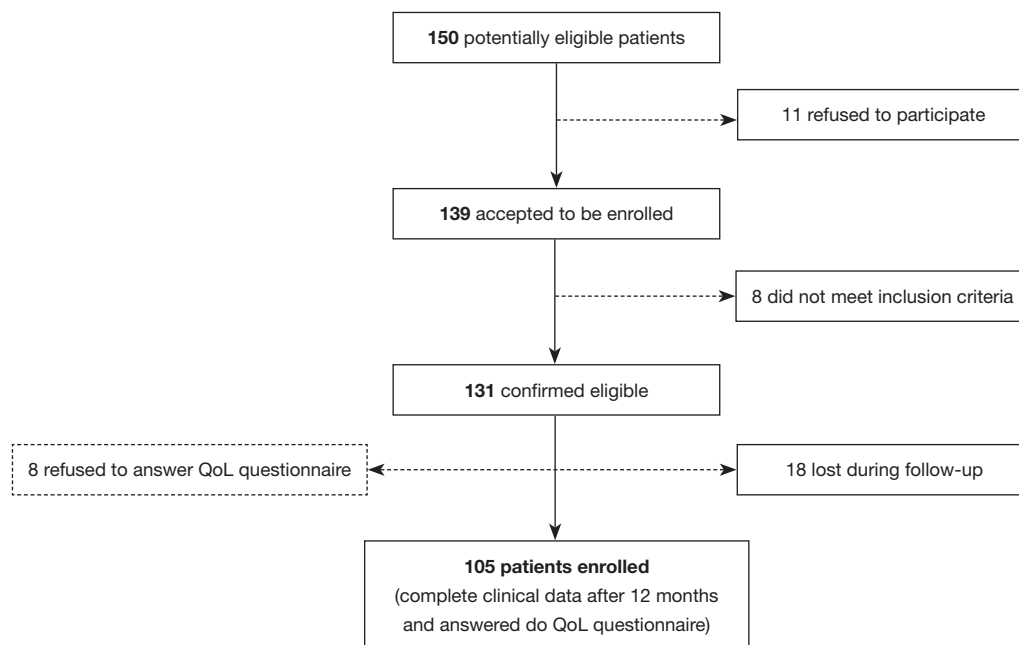 150 potentially eligible patients
11 refused to participate
139 accepted to be enrolled
8 did not meet inclusion criteria
131 confirmed eligible
8 refused to answer QoL questionnaire
18 lost during follow-up
105 patients enrolled
(complete clinical data after 12 months
and answered do QoL questionnaire)